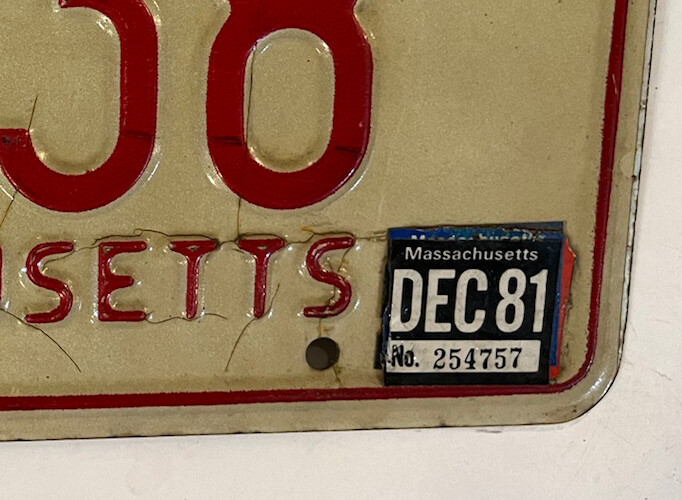 58
SETTS
Massachusetts
DEC 81
No. 254757